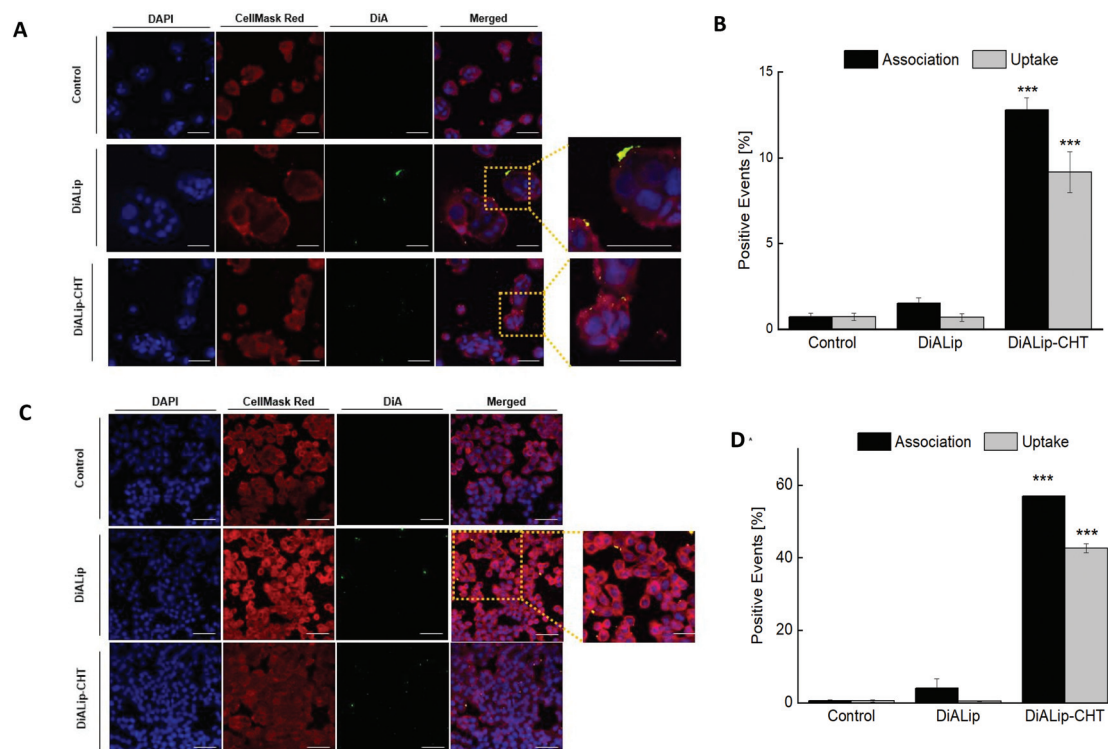 A
DAPI CellMask Red DiA Merged
Control
DiALip
DiALip-CHT
B
Association Uptake
Positive Events [%]
15
10
5
0
***
***
Control DiALip DiALip-CHT
C
DAPI CellMask Red DiA Merged
Control
DiALip
DiALip-CHT
D
Association Uptake
Positive Events [%]
60
40
20
0
***
***
Control DiALip DiALip-CHT